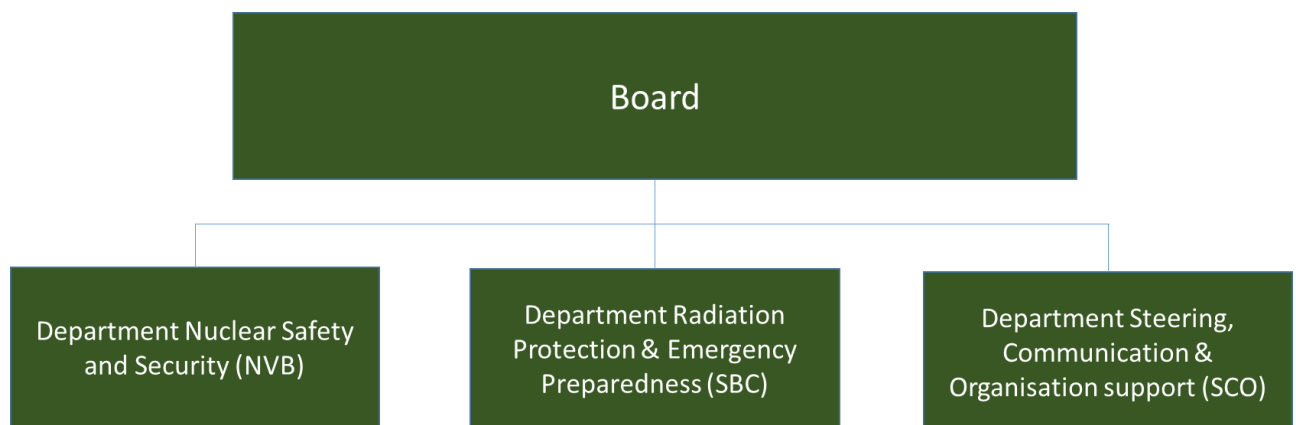 Board
Department Nuclear Safety
and Security (NVB)
Department Radiation
Protection & Emergency
Preparedness (SBC)
Department Steering,
Communication &
Organisation support (SCO)